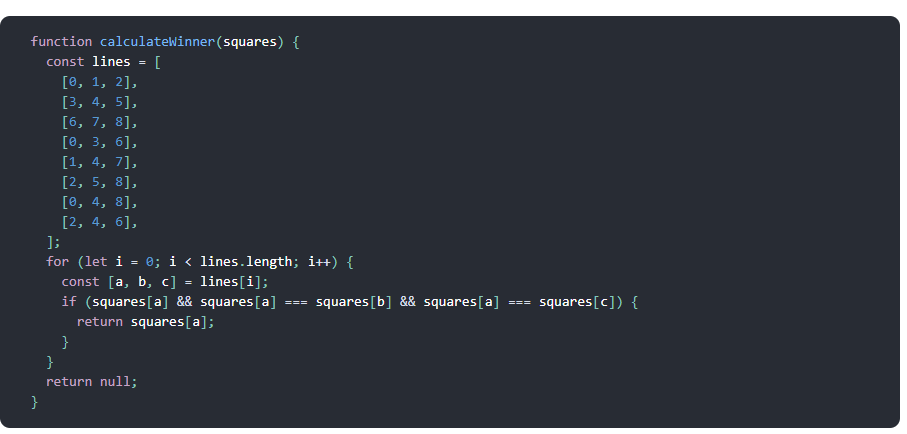 function calculateWinner(squares) {
  const lines = [
    [0, 1, 2],
    [3, 4, 5],
    [6, 7, 8],
    [0, 3, 6],
    [1, 4, 7],
    [2, 5, 8],
    [0, 4, 8],
    [2, 4, 6],
  ];
  for (let i = 0; i < lines.length; i++) {
    const [a, b, c] = lines[i];
    if (squares[a] && squares[a] === squares[b] && squares[a] === squares[c]) {
      return squares[a];
    }
  }
  return null;
}